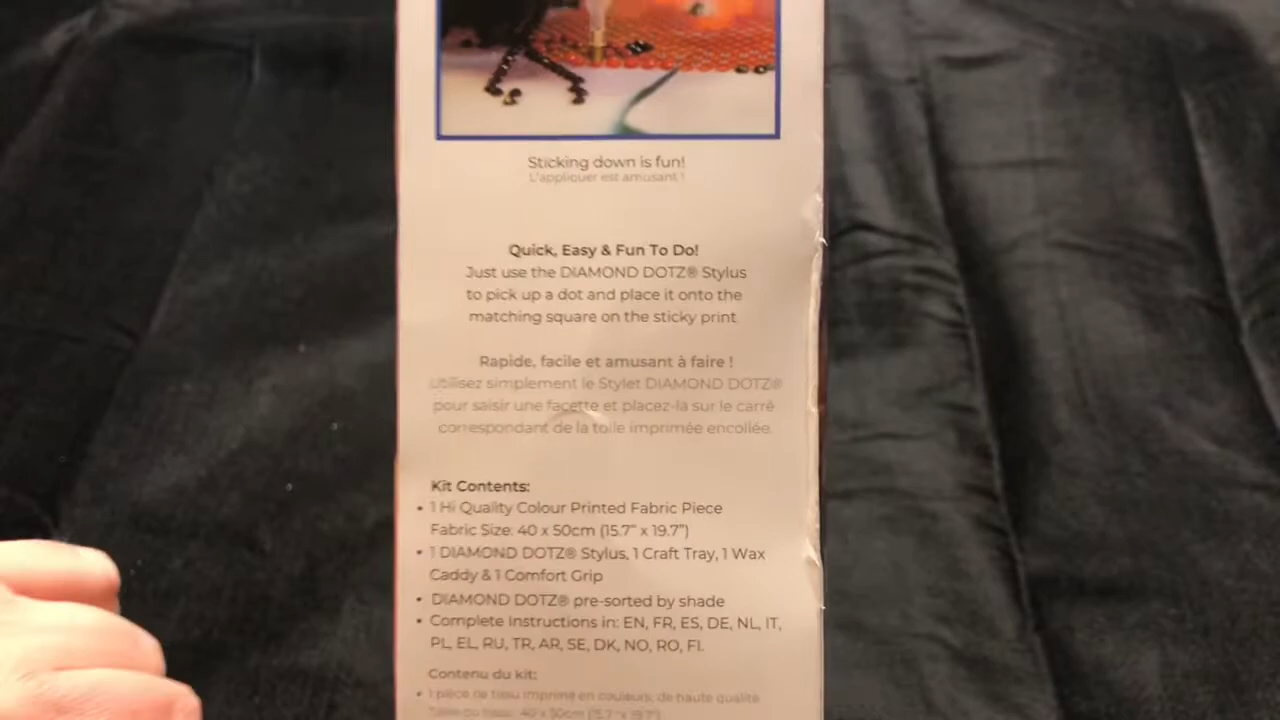 Sticking down is fun!
L'appliquer est amusant !
Quick, Easy & Fun To Do!
Just use the DIAMOND DOTZ® Stylus
to pick up a dot and place it onto the
matching square on the sticky print.
Rapide, facile et amusant à faire !
Utilisez simplement le Stylet DIAMOND DOTZ®
pour saisir une facette et placez-la sur le carré
correspondant de la toile imprimée encollée.
Kit Contents:
• 1 Hi Quality Colour Printed Fabric Piece
Fabric Size: 40 x 50cm (15.7” x 19.7”)
• 1 DIAMOND DOTZ® Stylus, 1 Craft Tray, 1 Wax
Caddy & 1 Comfort Grip
• DIAMOND DOTZ® pre-sorted by shade
• Complete Instructions in: EN, FR, ES, DE, NL, IT,
PL, EL, RU, TR, AR, SE, DK, NO, RO, FI.
Contenu du kit:
• 1 pièce de tissu imprimé en couleurs, de haute qualité
40 x 50cm (15.7 " x 19.7")